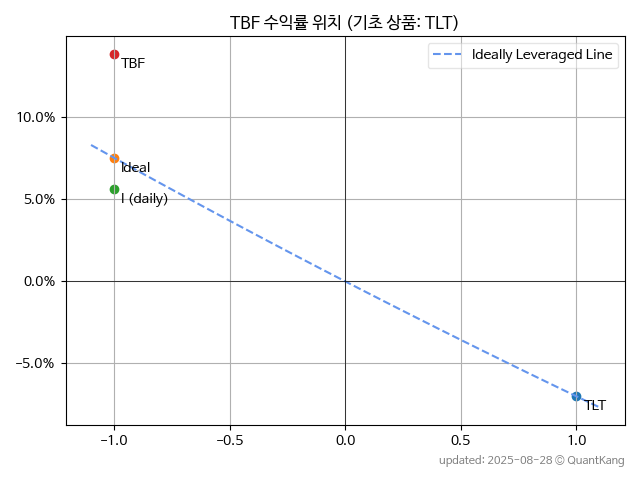 TBF 수익률 위치 (기초 상품: TLT)
Ideally Leveraged Line
TBF
10.0%
Ideal
5.0%
I (daily)
0.0%
−5.0%
TLT
−1.0
−0.5
0.0
0.5
1.0
updated: 2025-08-28 © QuantKang